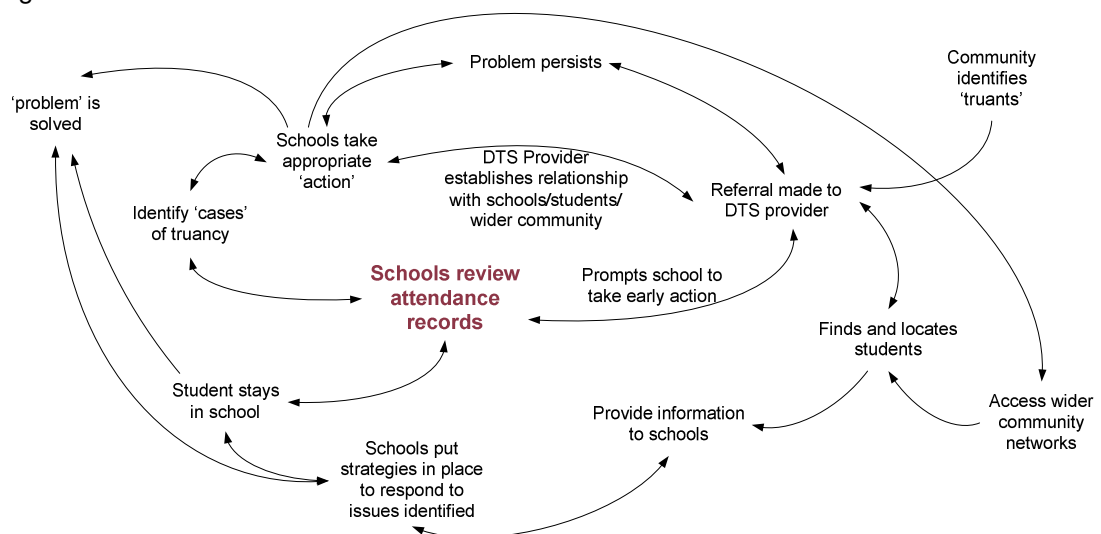 Problem persists
Community
identifies
‘truants’
‘problem’ is
solved
Schools take
appropriate
‘action’
DTS Provider
establishes relationship
with schools/students/
wider community
Referral made to
DTS provider
Identify ‘cases’
of truancy
Schools review
attendance
records
Prompts school to
take early action
Finds and locates
students
Student stays
in school
Provide information
to schools
Access wider
community
networks
Schools put
strategies in place
to respond to
issues identified